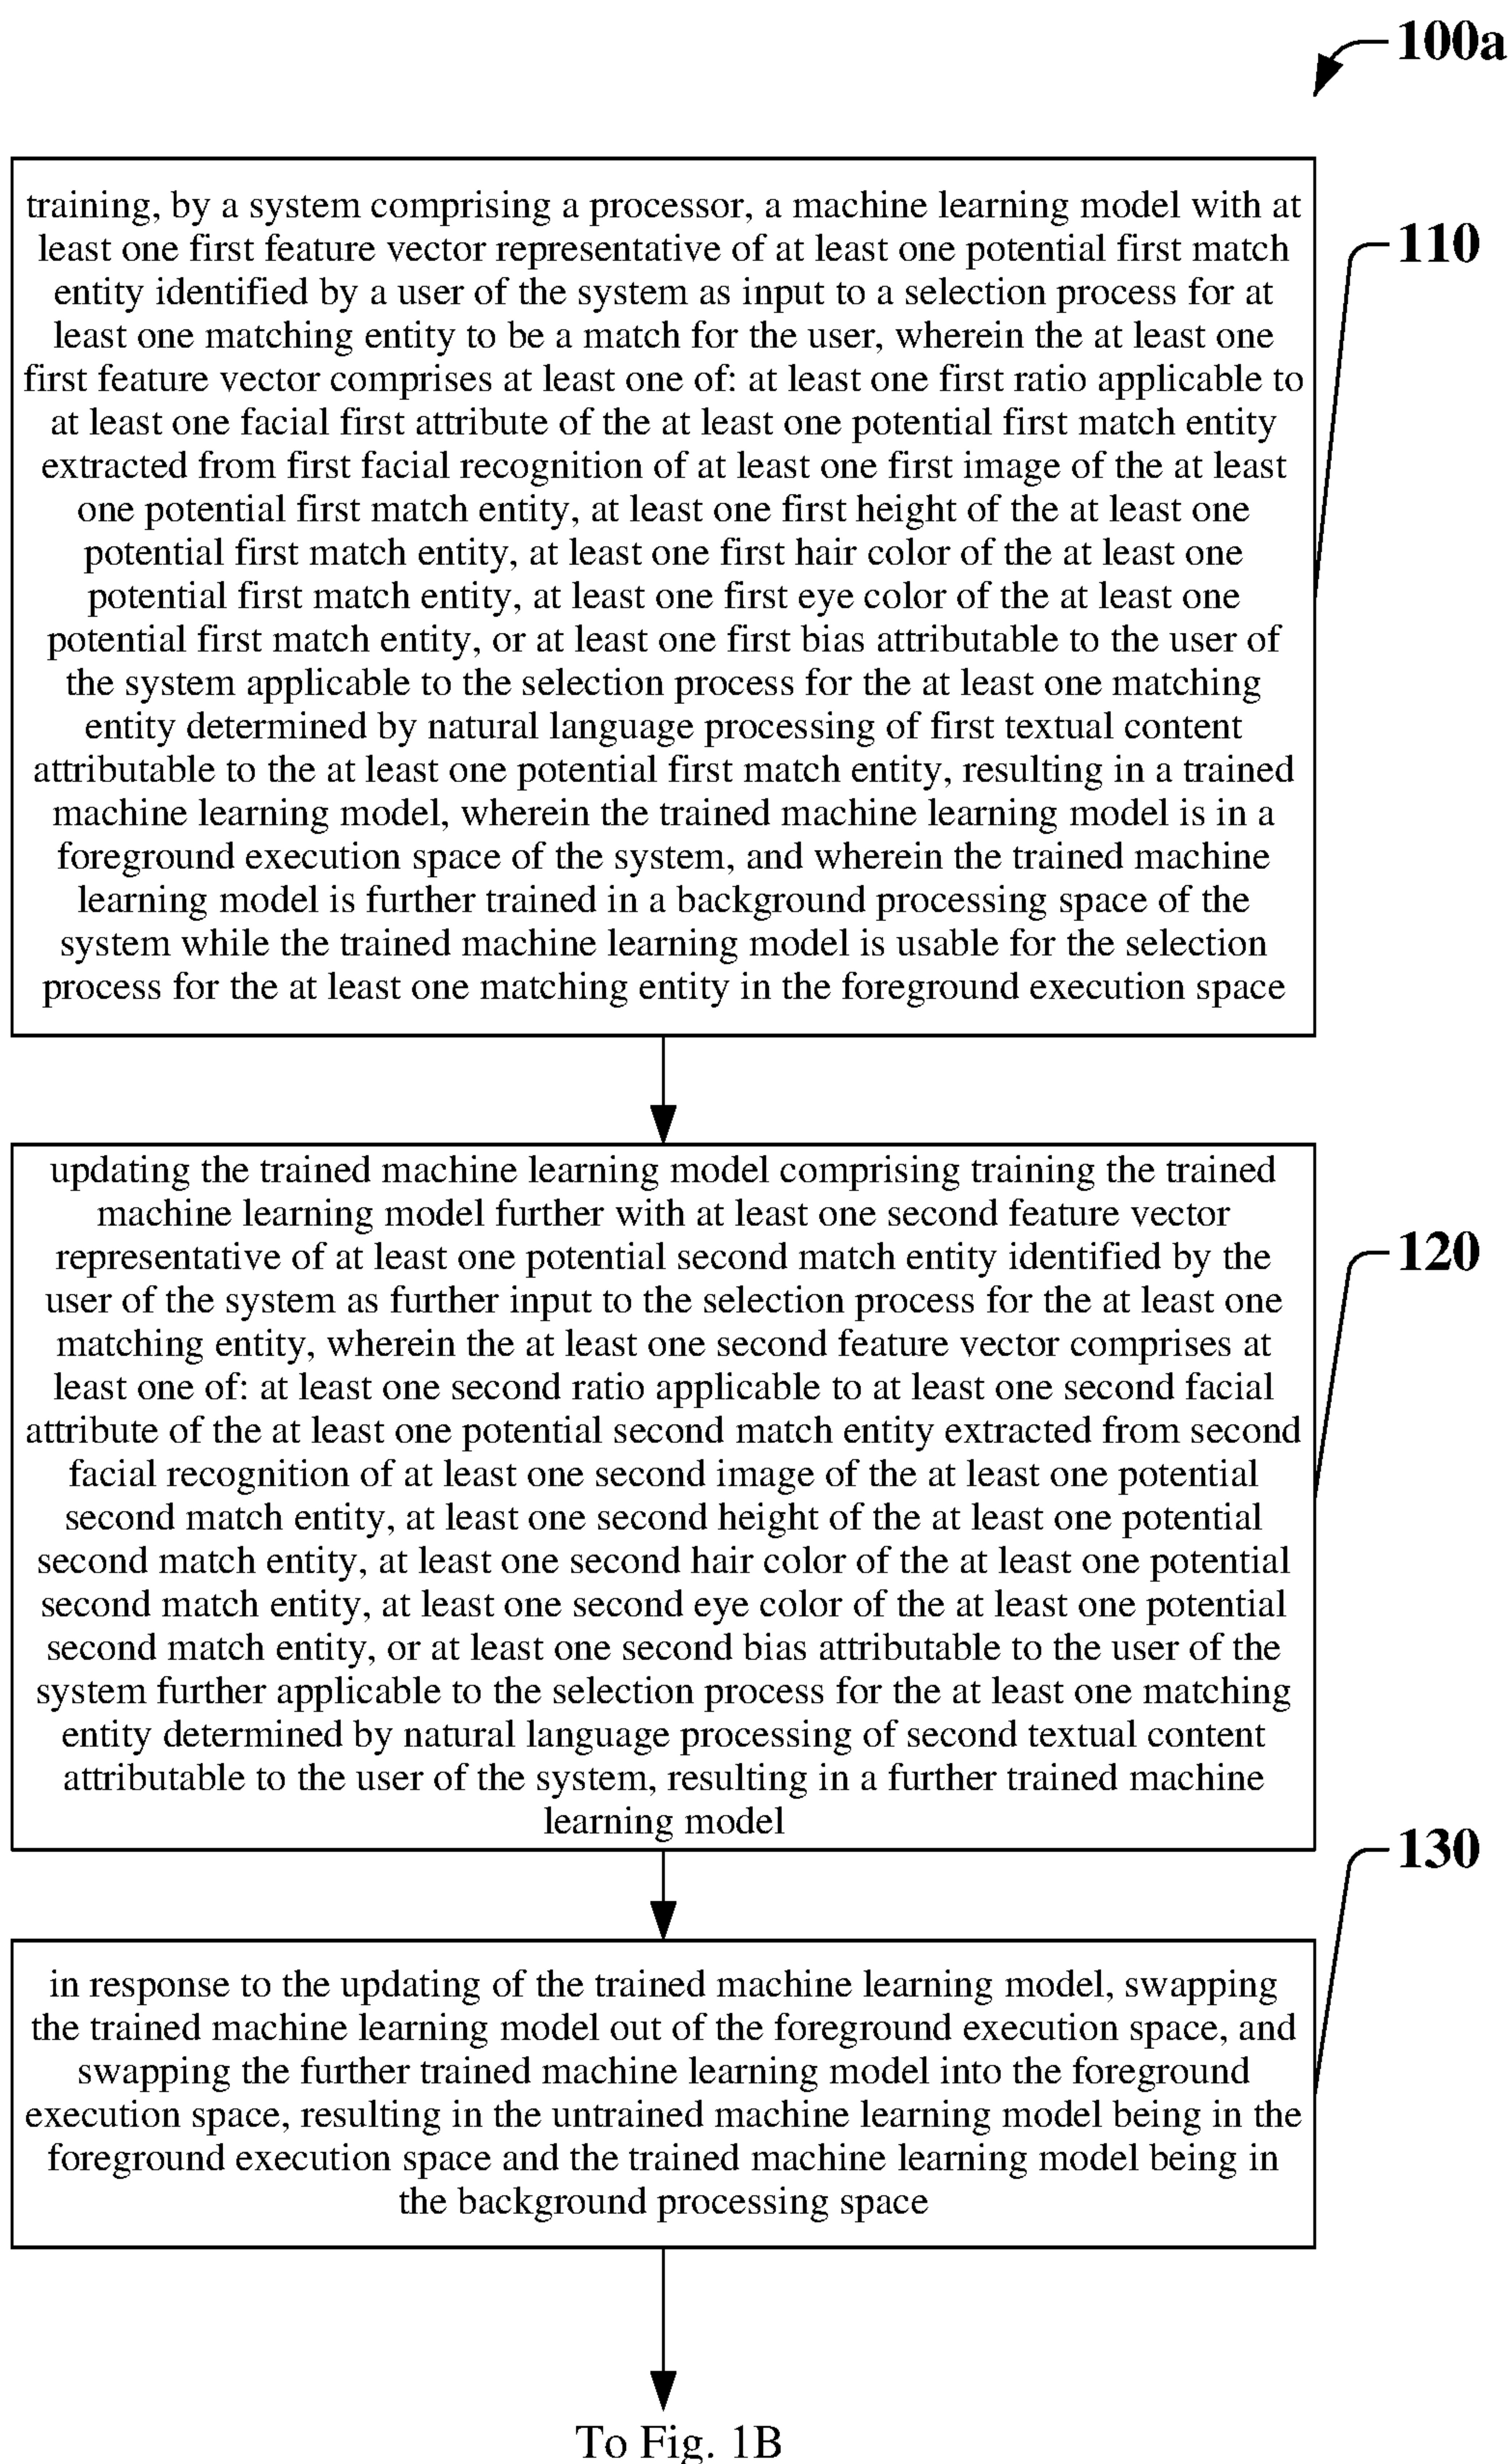 100a
training, by a system comprising a processor, a machine learning model with at
least one first feature vector representative of at least one potential first match
entity identified by a user of the system as input to a selection process for at
least one matching entity to be a match for the user, wherein the at least one
first feature vector comprises at least one of: at least one first ratio applicable to
at least one facial first attribute of the at least one potential first match entity
extracted from first facial recognition of at least one first image of the at least
one potential first match entity, at least one first height of the at least one
potential first match entity, at least one first hair color of the at least one
potential first match entity, at least one first eye color of the at least one
potential first match entity, or at least one first bias attributable to the user of
the system applicable to the selection process for the at least one matching
entity determined by natural language processing of first textual content
attributable to the at least one potential first match entity, resulting in a trained
machine learning model, wherein the trained machine learning model is in a
foreground execution space of the system, and wherein the trained machine
learning model is further trained in a background processing space of the
system while the trained machine learning model is usable for the selection
process for the at least one matching entity in the foreground execution space
110
updating the trained machine learning model comprising training the trained
machine learning model further with at least one second feature vector
representative of at least one potential second match entity identified by the
user of the system as further input to the selection process for the at least one
matching entity, wherein the at least one second feature vector comprises at
least one of: at least one second ratio applicable to at least one second facial
attribute of the at least one potential second match entity extracted from second
facial recognition of at least one second image of the at least one potential
second match entity, at least one second height of the at least one potential
second match entity, at least one second hair color of the at least one potential
second match entity, at least one second eye color of the at least one potential
second match entity, or at least one second bias attributable to the user of the
system further applicable to the selection process for the at least one matching
entity determined by natural language processing of second textual content
attributable to the user of the system, resulting in a further trained machine
learning model
120
in response to the updating of the trained machine learning model, swapping
the trained machine learning model out of the foreground execution space, and
swapping the further trained machine learning model into the foreground
execution space, resulting in the untrained machine learning model being in the
foreground execution space and the trained machine learning model being in
the background processing space
130
To Fig. 1B